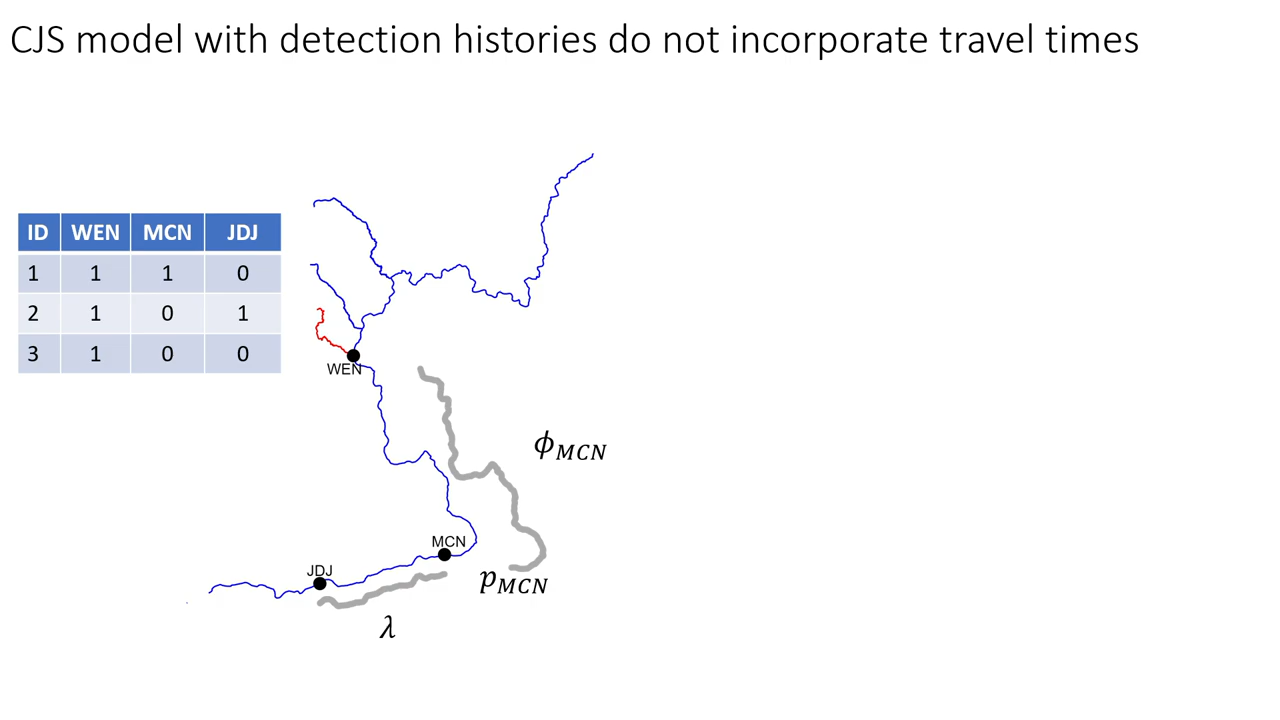 CJS model with detection histories do not incorporate travel times
ID WEN MCN JDJ
1 1 1 0
2 1 0 1
3 1 0 0
WEN
ϕ_MCN
MCN
JDJ
p_MCN
λ